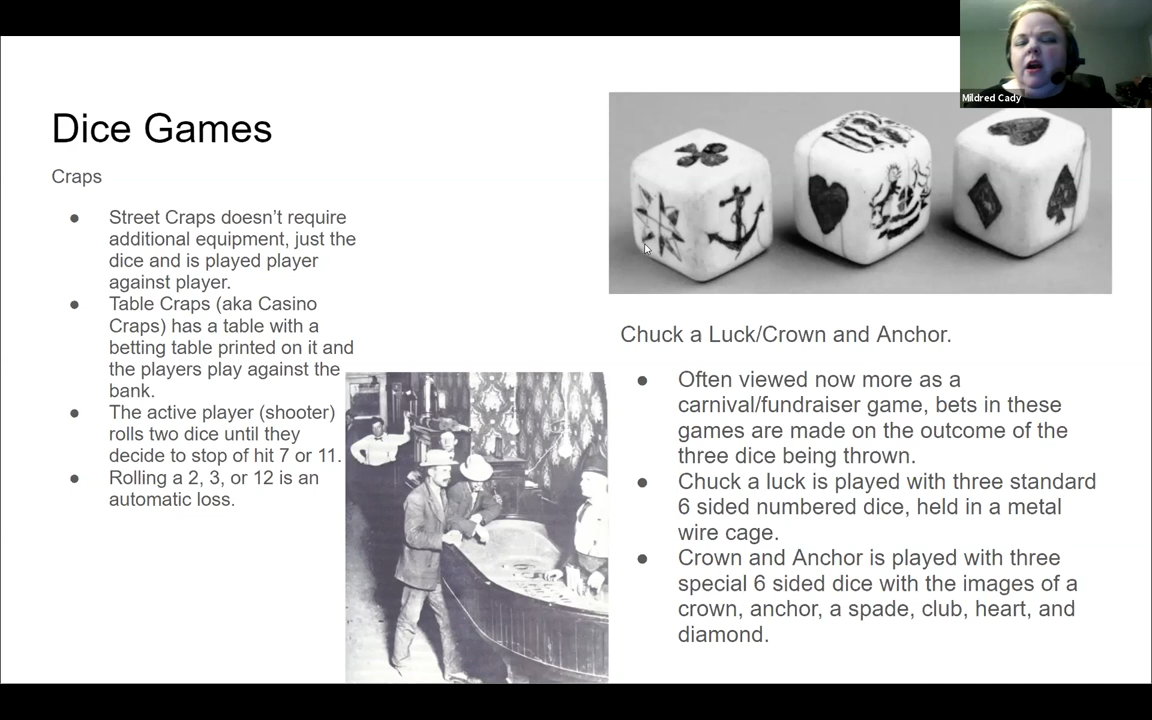 Mildred Cady
Dice Games
Craps
● Street Craps doesn't require
additional equipment, just the
dice and is played player
against player.
● Table Craps (aka Casino
Craps) has a table with a
betting table printed on it and
the players play against the
bank.
● The active player (shooter)
rolls two dice until they
decide to stop of hit 7 or 11.
● Rolling a 2, 3, or 12 is an
automatic loss.
Chuck a Luck/Crown and Anchor.
● Often viewed now more as a
carnival/fundraiser game, bets in these
games are made on the outcome of the
three dice being thrown.
● Chuck a luck is played with three standard
6 sided numbered dice, held in a metal
wire cage.
● Crown and Anchor is played with three
special 6 sided dice with the images of a
crown, anchor, a spade, club, heart, and
diamond.